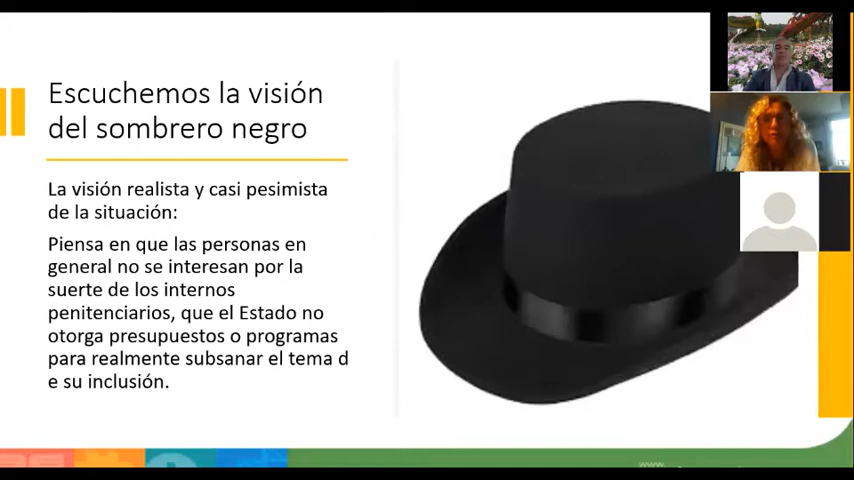 Escuchemos la visión
del sombrero negro
La visión realista y casi pesimista
de la situación:
Piensa en que las personas en
general no se interesan por la
suerte de los internos
penitenciarios, que el Estado no
otorga presupuestos o programas
para realmente subsanar el tema d
e su inclusión.